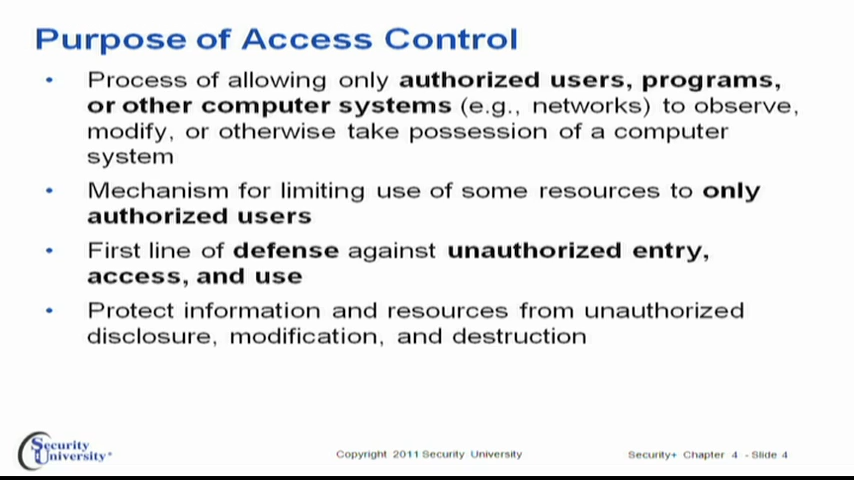 Purpose of Access Control
• Process of allowing only authorized users, programs,
or other computer systems (e.g., networks) to observe,
modify, or otherwise take possession of a computer
system
• Mechanism for limiting use of some resources to only
authorized users
• First line of defense against unauthorized entry,
access, and use
• Protect information and resources from unauthorized
disclosure, modification, and destruction
Security
University
Copyright 2011 Security University
Security+ Chapter 4 - Slide 4